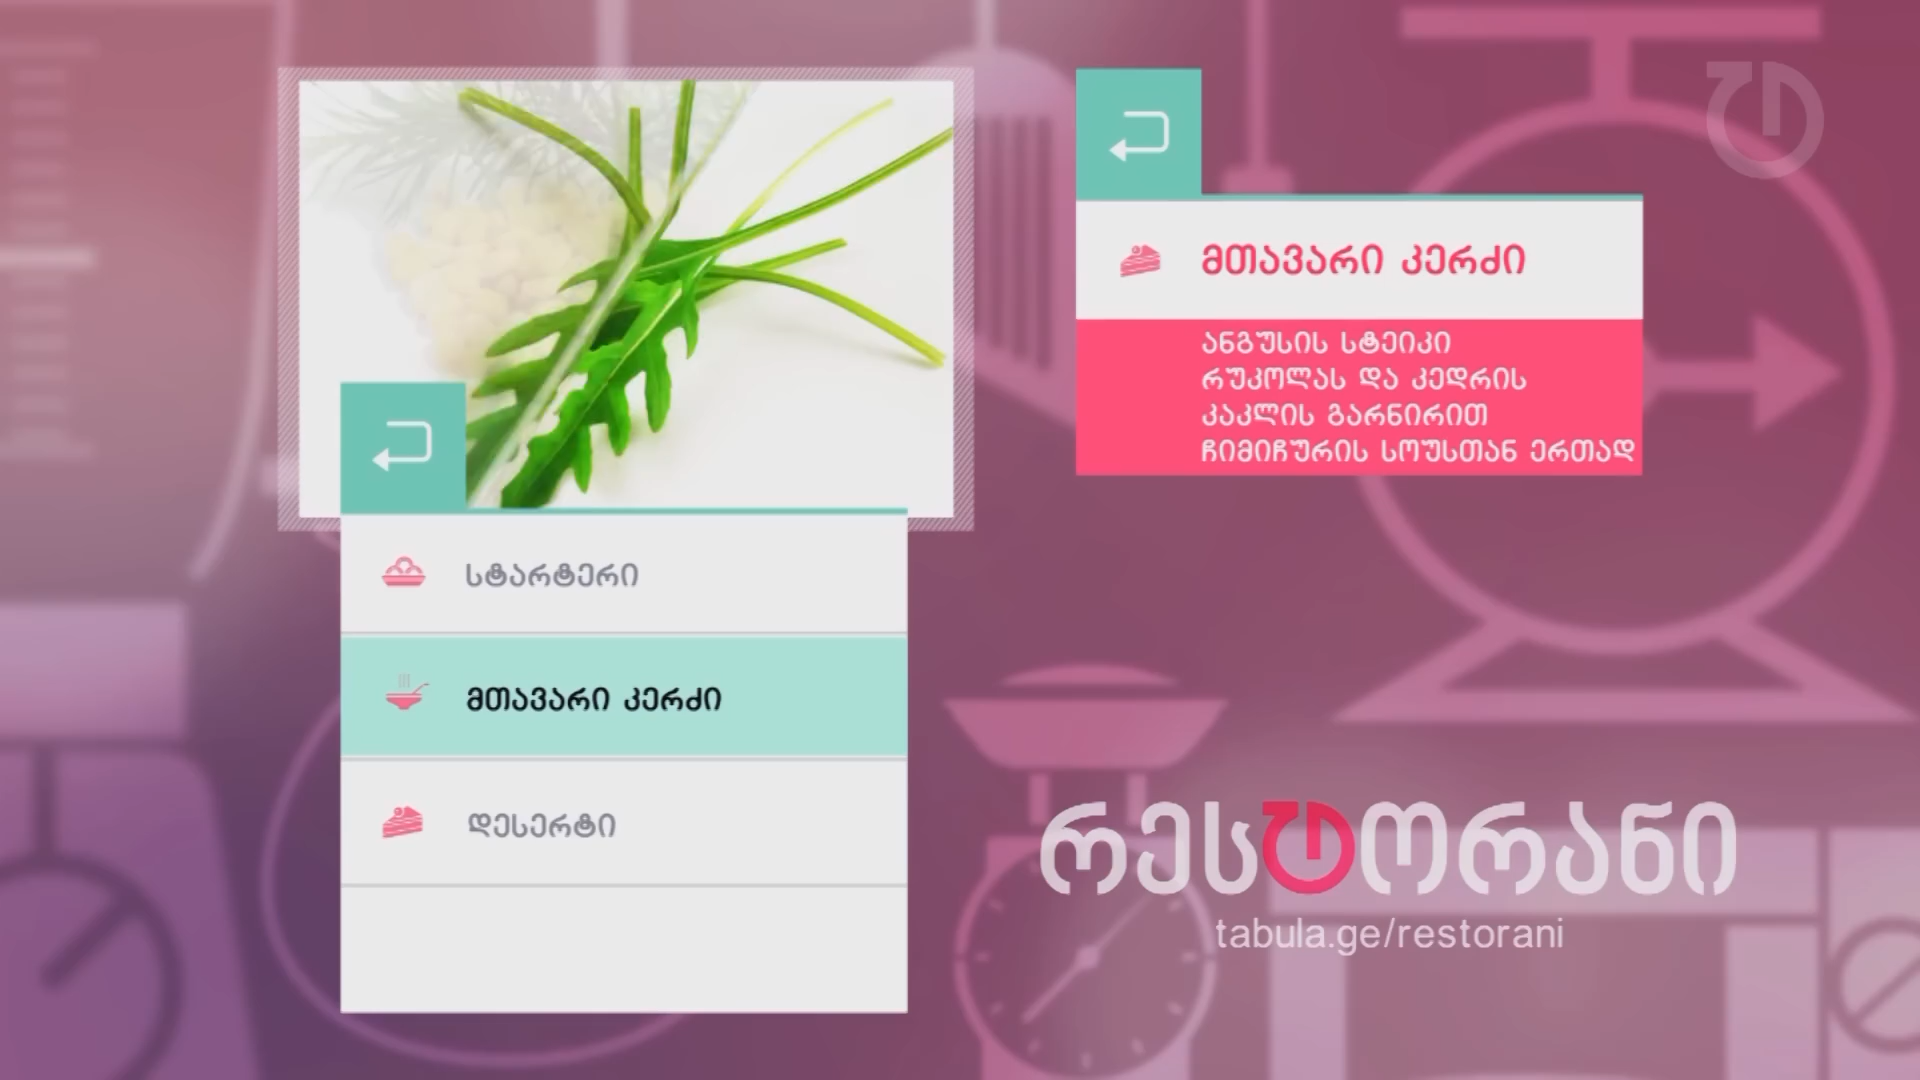 სტარტერი
მთავარი კერძი
დესერტი
მთავარი კერძი
ანგუსის სტეიკი
რუკოლას და კედრის
კაკლის გარნირით
ჩიმიჩურის სოუსთან ერთად
რესტორანი
tabula.ge/restorani